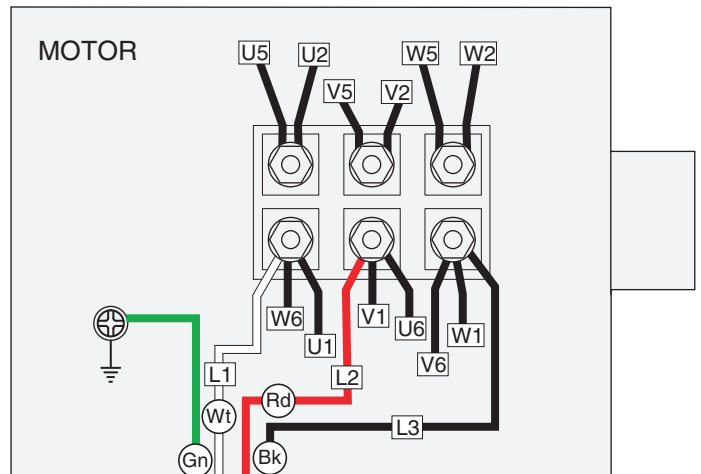 MOTOR
U5 U2 W5 W2
V5 V2
W6 V1 U6 W1
U1
V6
L1 L2
Rd
Wt
L3
Gn Bk